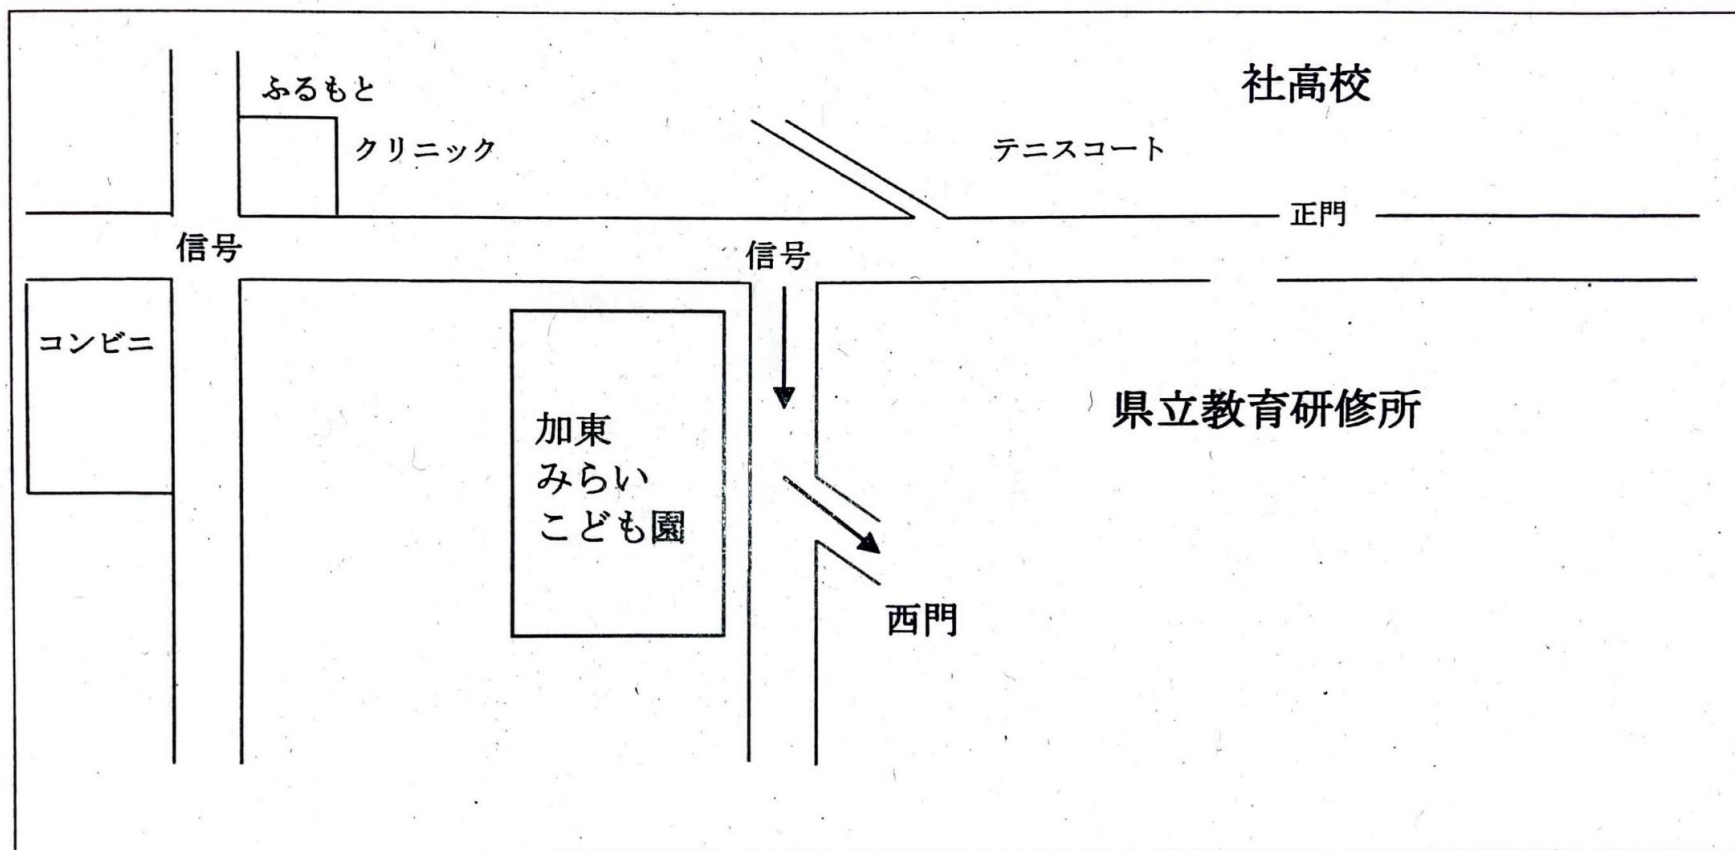 社高校
ふるもと
クリニック
テニスコート
正門
信号
信号
コンビニ
県立教育研修所
加東
みらい
こども園
西門